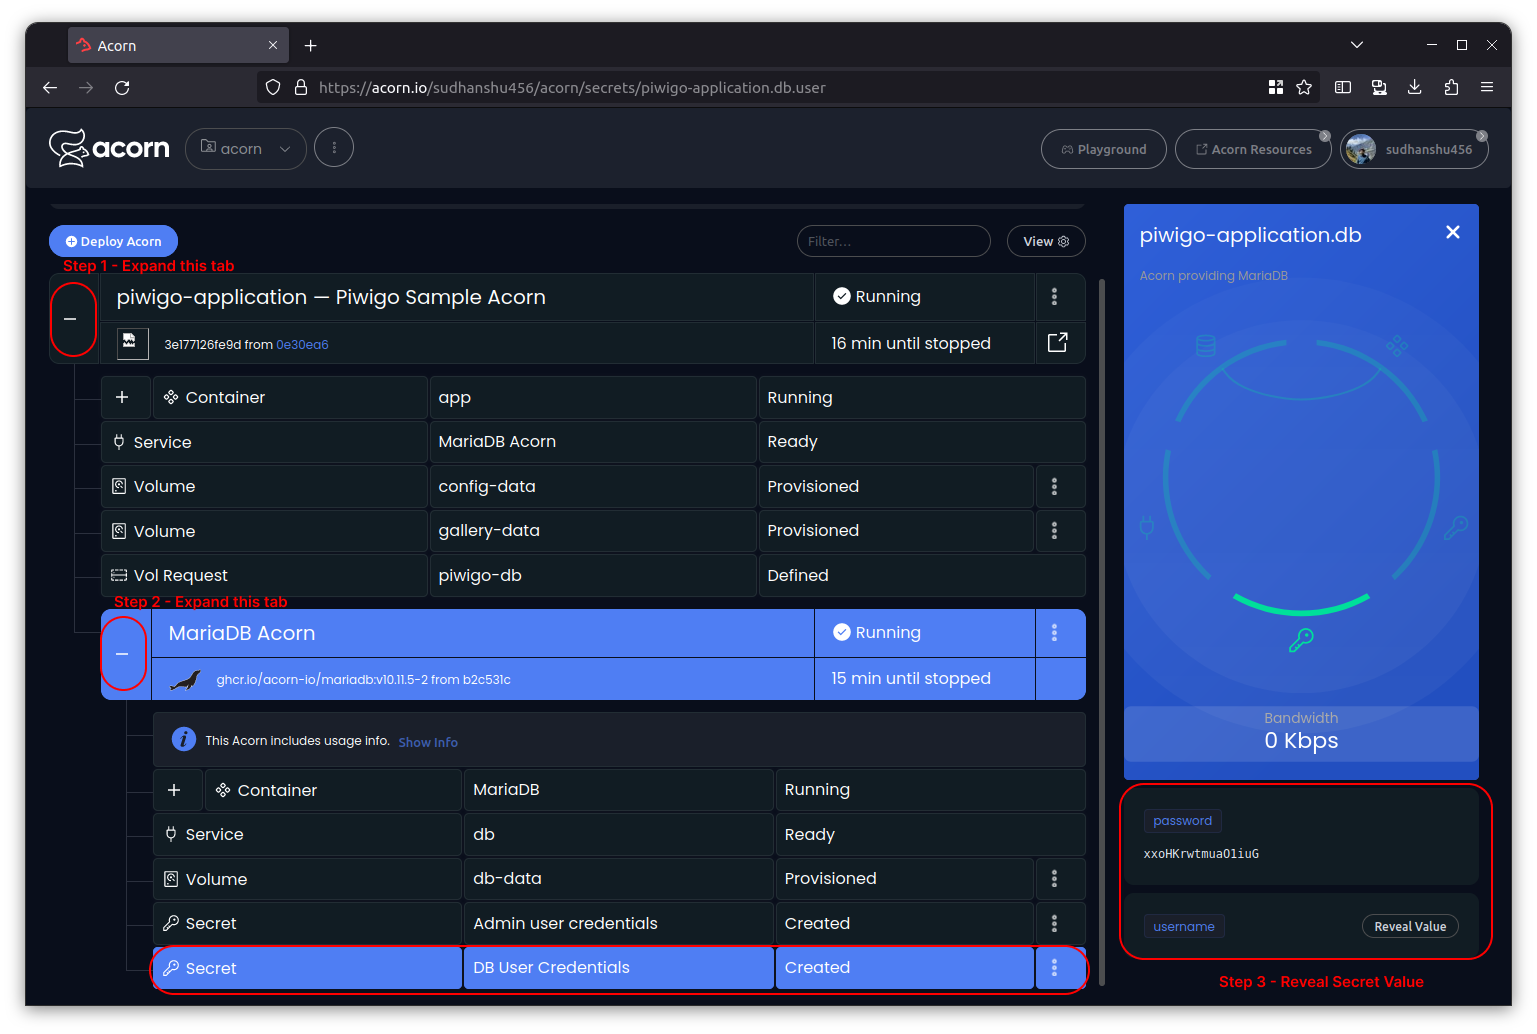 Acorn
https://acorn.io/sudhanshu456/acorn/secrets/piwigo-application.db.user
acorn
acorn
Playground
Acorn Resources
sudhanshu456
Deploy Acorn
Filter...
View
Step 1 - Expand this tab
piwigo-application — Piwigo Sample Acorn
Running
3e177126fe9d from 0e30ea6
16 min until stopped
Container
app
Running
Service
MariaDB Acorn
Ready
Volume
config-data
Provisioned
Volume
gallery-data
Provisioned
Vol Request
piwigo-db
Defined
Step 2 - Expand this tab
MariaDB Acorn
Running
ghcr.io/acorn-io/mariadb:v10.11.5-2 from b2c531c
15 min until stopped
This Acorn includes usage info. Show Info
Container
MariaDB
Running
Service
db
Ready
Volume
db-data
Provisioned
Secret
Admin user credentials
Created
Secret
DB User Credentials
Created
piwigo-application.db
Acorn providing MariaDB
Bandwidth
0 Kbps
password
xxoHKrwtmuaO1iuG
username
Reveal Value
Step 3 - Reveal Secret Value